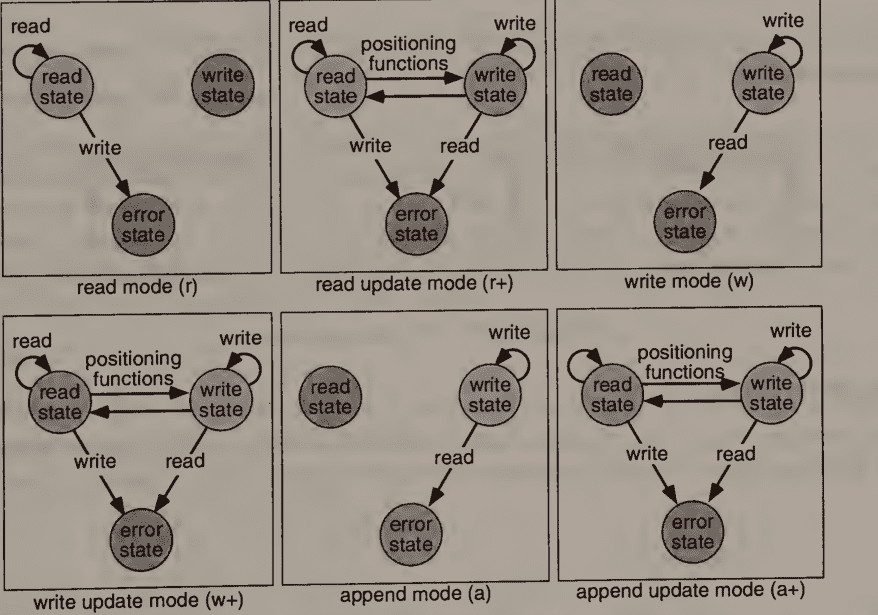 read
read
state
write
state
write
error
state
read mode (r)
read
positioning
functions
write
read
state
write
state
write
read
error
state
read update mode (r+)
write
read
state
write
state
read
error
state
write mode (w)
read
positioning
functions
write
read
state
write
state
write
read
error
state
write update mode (w+)
write
read
state
write
state
read
error
state
append mode (a)
positioning
functions
write
read
state
write
state
write
read
error
state
append update mode (a+)